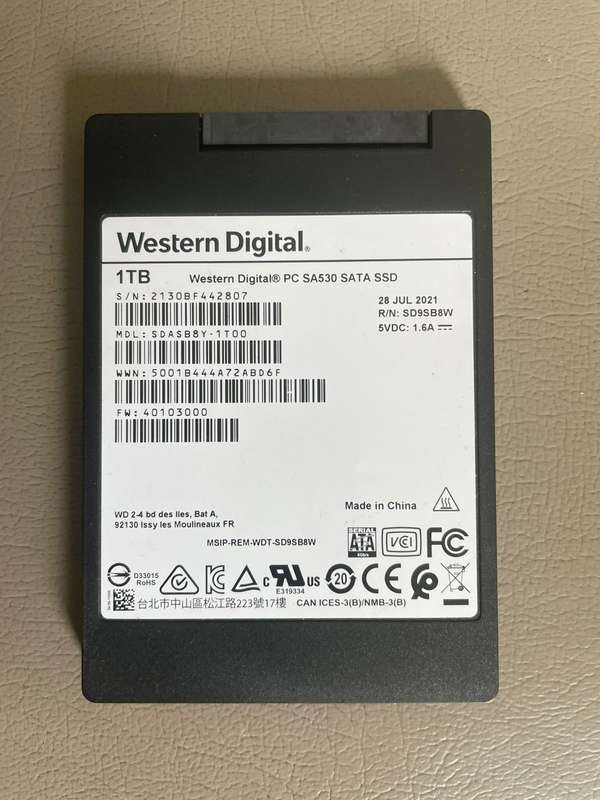 Western Digital®
1TB Western Digital® PC SA530 SATA SSD
S/N: 2130BF442807
28 JUL 2021
R/N: SD9SB8W
5VDC: 1.6A
MDL: SDASB8Y-1T00
WWN: 5001B444A72ABD6F
FW: 40103000
Made in China
WD 2-4 bd des Iles, Bat A,
92130 Issy les Moulineaux FR
MSIP-REM-WDT-SD9SB8W
SERIAL
ATA
6Gb/s
VCI
FC
D33015
RoHS
c UL US
E319334
20
CE
台北市中山區松江路223號17樓
CAN ICES-3(B)/NMB-3(B)